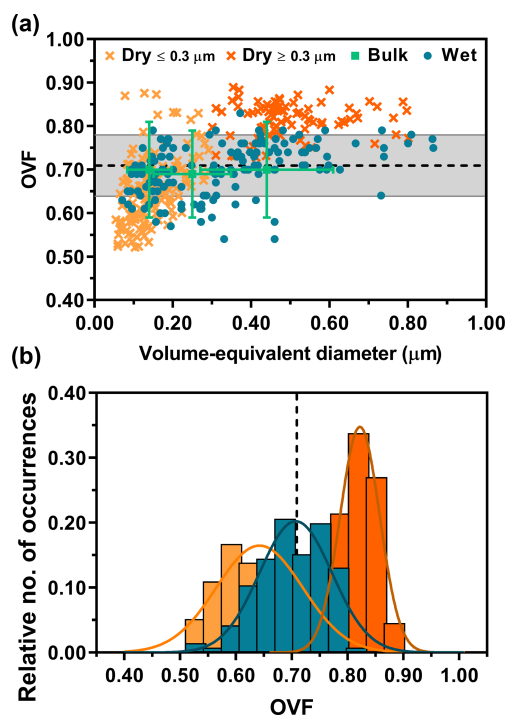 (a)
1.00
0.90
0.80
0.70
0.60
0.50
0.40
OVF
Dry ≤ 0.3 μm Dry ≥ 0.3 μm Bulk Wet
0.00 0.20 0.40 0.60 0.80 1.00
Volume-equivalent diameter (μm)
(b)
0.40
0.30
0.20
0.10
0.00
Relative no. of occurrences
0.40 0.50 0.60 0.70 0.80 0.90 1.00
OVF